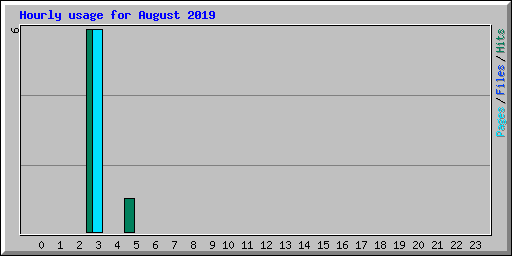 Hourly usage for August 2019
6
Pages/Files/Hits
0 1 2 3 4 5 6 7 8 9 10 11 12 13 14 15 16 17 18 19 20 21 22 23